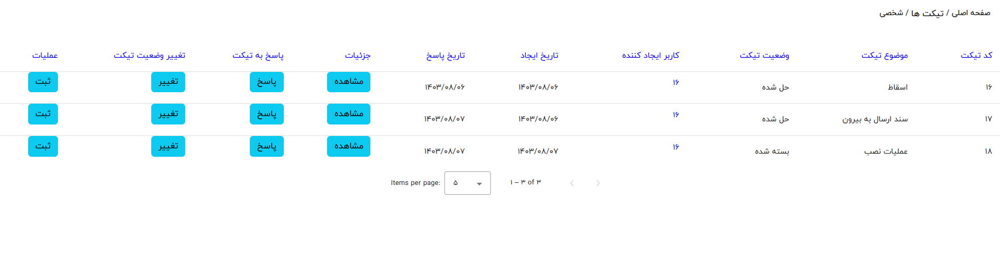 صفحه اصلی / تیکت ها / شخصی
کد تیکت موضوع تیکت وضعیت تیکت کاربر ایجاد کننده تاریخ ایجاد تاریخ پاسخ جزئیات پاسخ به تیکت تغییر وضعیت تیکت عملیات
۱۶ اسقاط حل شده ۱۶ ۱۴۰۳/۰۸/۰۶ ۱۴۰۳/۰۸/۰۶ مشاهده پاسخ تغییر ثبت
۱۷ سند ارسال به بیرون حل شده ۱۶ ۱۴۰۳/۰۸/۰۶ ۱۴۰۳/۰۸/۰۷ مشاهده پاسخ تغییر ثبت
۱۸ عملیات نصب بسته شده ۱۶ ۱۴۰۳/۰۸/۰۷ ۱۴۰۳/۰۸/۰۷ مشاهده پاسخ تغییر ثبت
Items per page: ۵ ۱ – ۳ of ۳